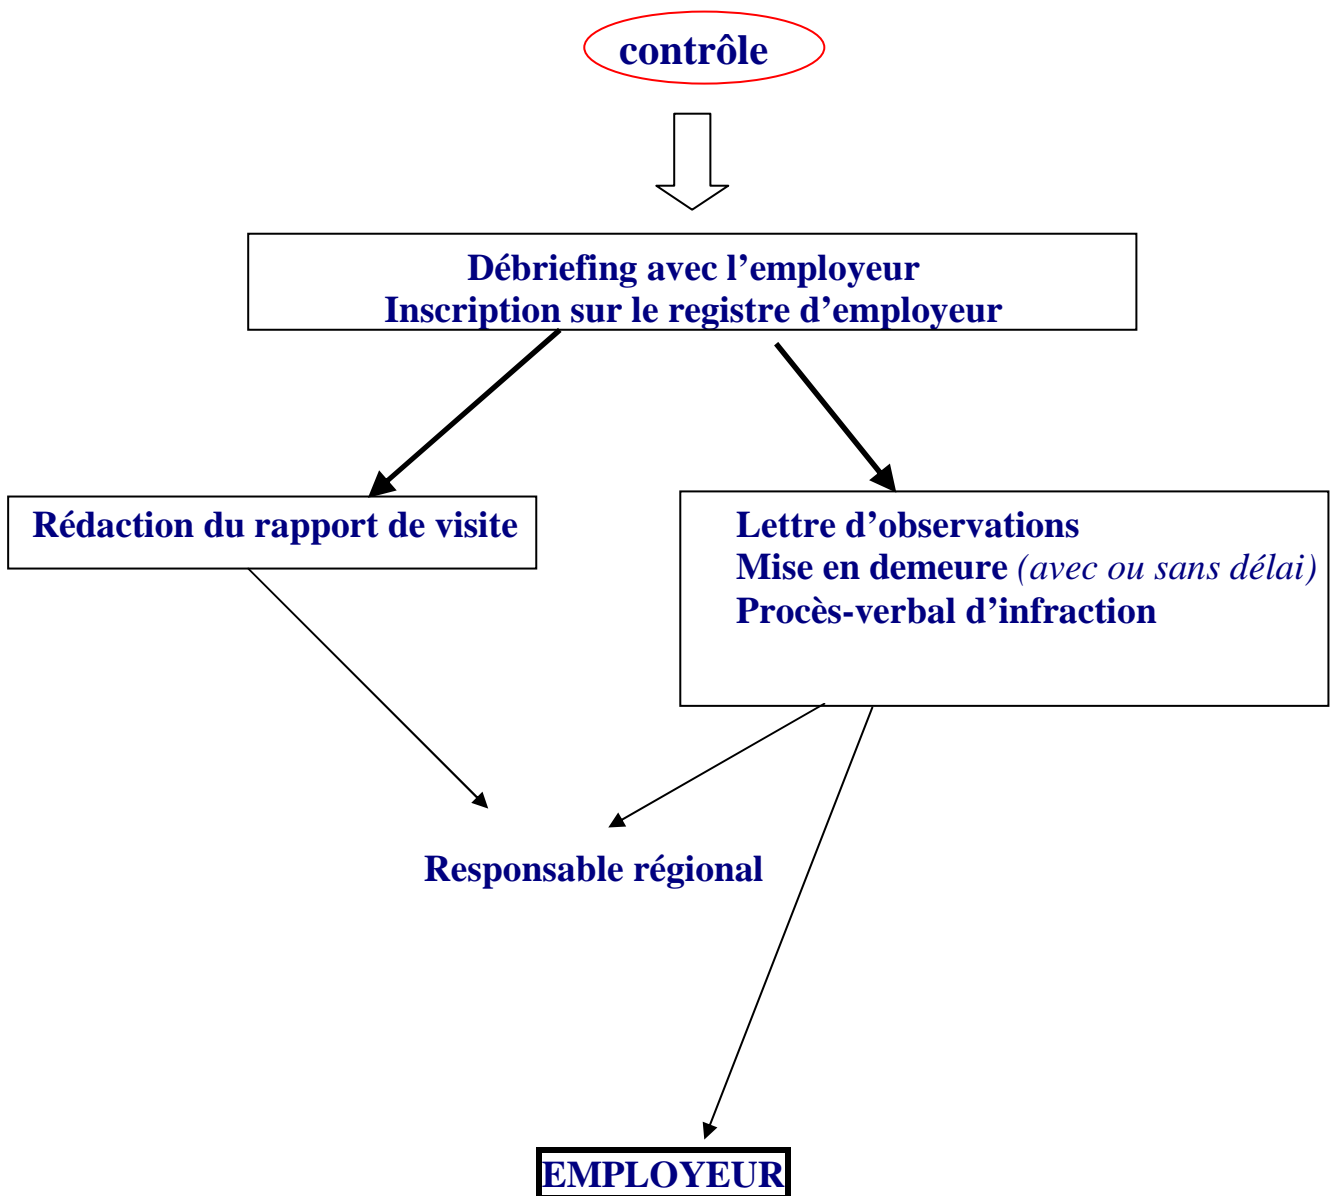 contrôle
Débriefing avec l’employeur
Inscription sur le registre d’employeur
Rédaction du rapport de visite
Lettre d’observations
Mise en demeure (avec ou sans délai)
Procès-verbal d’infraction
Responsable régional
EMPLOYEUR